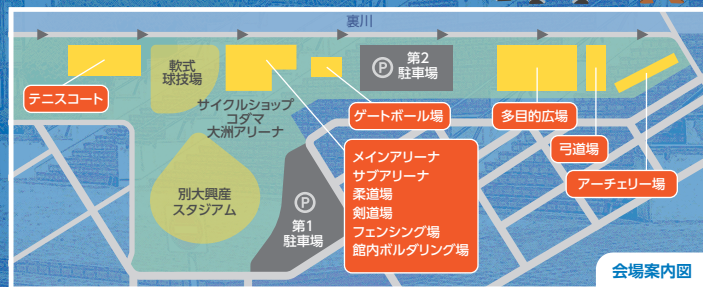 裏川
軟式
球技場
P 第2
駐車場
テニスコート
サイクルショップ
コダマ
大洲アリーナ
ゲートボール場
多目的広場
弓道場
アーチェリー場
メインアリーナ
サブアリーナ
柔道場
剣道場
フェンシング場
館内ボルダリング場
別大興産
スタジアム
P
第1
駐車場
会場案内図